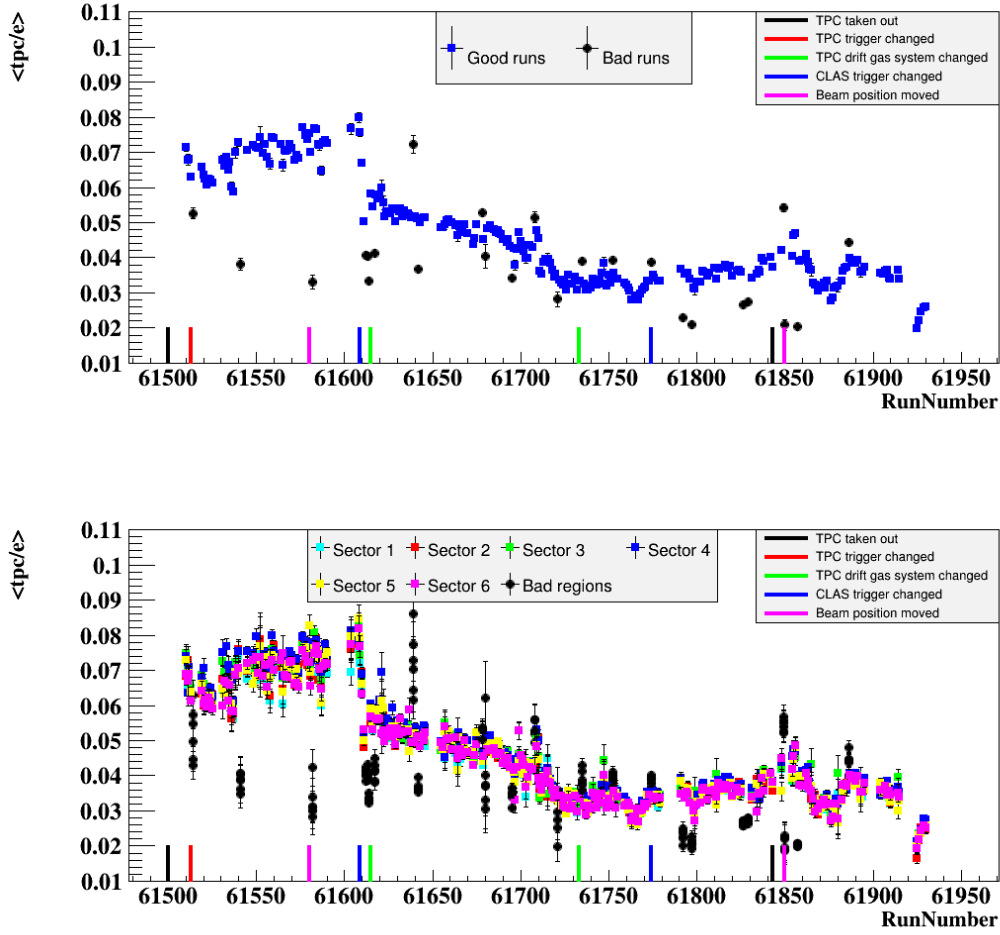 <tpc/e>
0.11
0.1
0.09
0.08
0.07
0.06
0.05
0.04
0.03
0.02
0.01
Good runs Bad runs
TPC taken out
TPC trigger changed
TPC drift gas system changed
CLAS trigger changed
Beam position moved
61500 61550 61600 61650 61700 61750 61800 61850 61900 61950
RunNumber
<tpc/e>
0.11
0.1
0.09
0.08
0.07
0.06
0.05
0.04
0.03
0.02
0.01
Sector 1 Sector 2 Sector 3 Sector 4
Sector 5 Sector 6 Bad regions
TPC taken out
TPC trigger changed
TPC drift gas system changed
CLAS trigger changed
Beam position moved
61500 61550 61600 61650 61700 61750 61800 61850 61900 61950
RunNumber